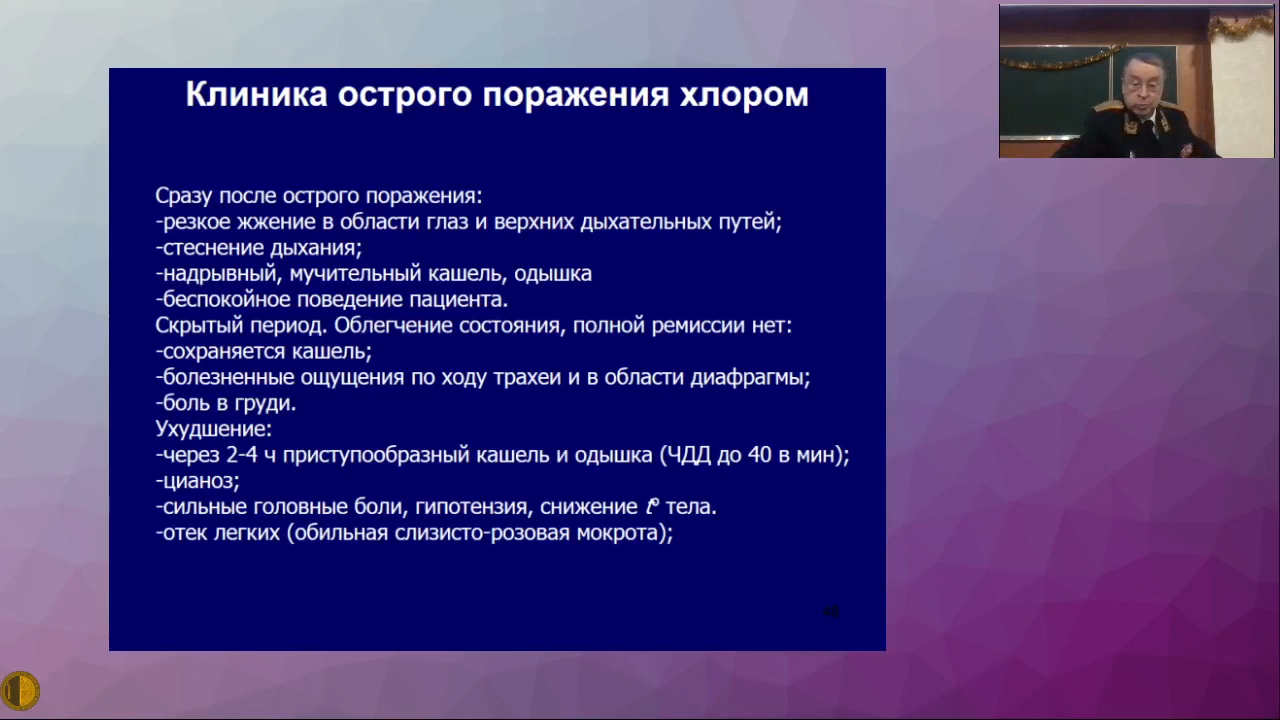 Клиника острого поражения хлором
Сразу после острого поражения:
-резкое жжение в области глаз и верхних дыхательных путей;
-стеснение дыхания;
-надрывный, мучительный кашель, одышка
-беспокойное поведение пациента.
Скрытый период. Облегчение состояния, полной ремиссии нет:
-сохраняется кашель;
-болезненные ощущения по ходу трахеи и в области диафрагмы;
-боль в груди.
Ухудшение:
-через 2-4 ч приступообразный кашель и одышка (ЧДД до 40 в мин);
-цианоз;
-сильные головные боли, гипотензия, снижение t° тела.
-отек легких (обильная слизисто-розовая мокрота);